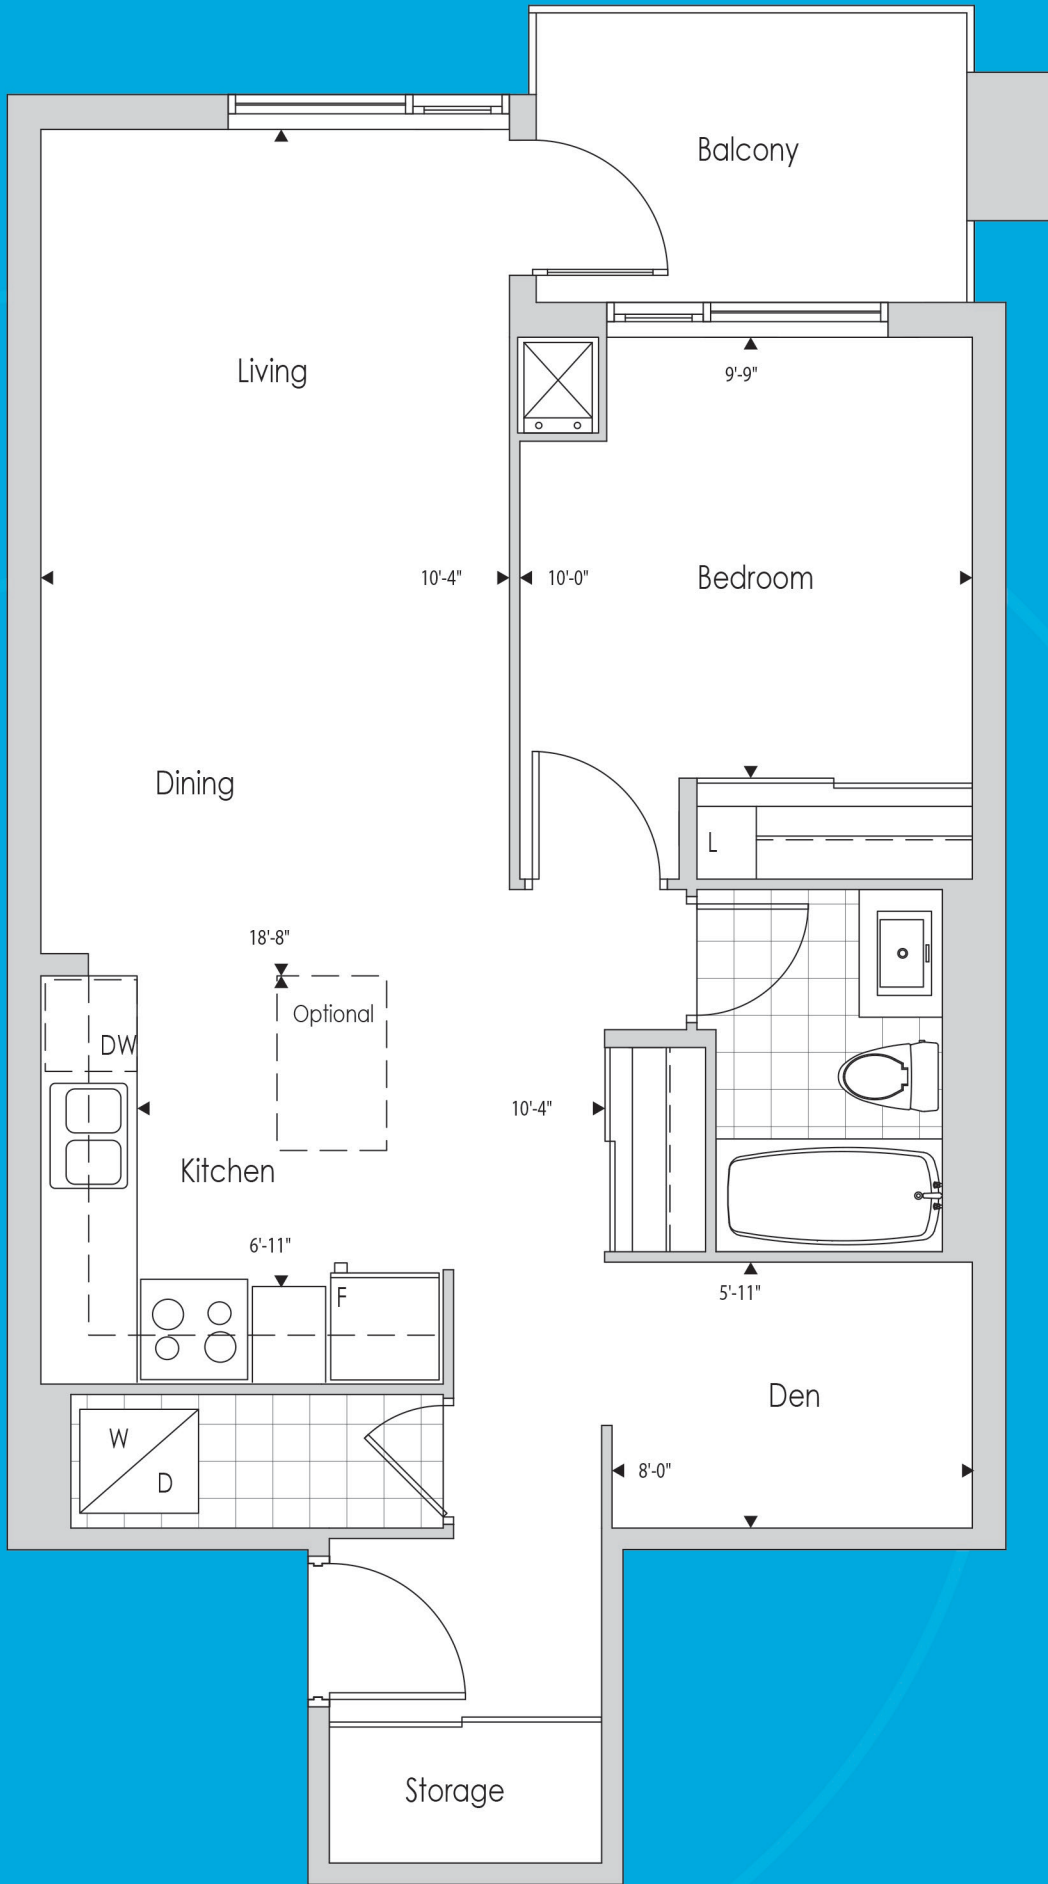 Balcony
Living
9'-9"
10'-4"
10'-0"
Bedroom
Dining
L
18'-8"
Optional
DW
10'-4"
Kitchen
6'-11"
F
5'-11"
Den
W
D
8'-0"
Storage